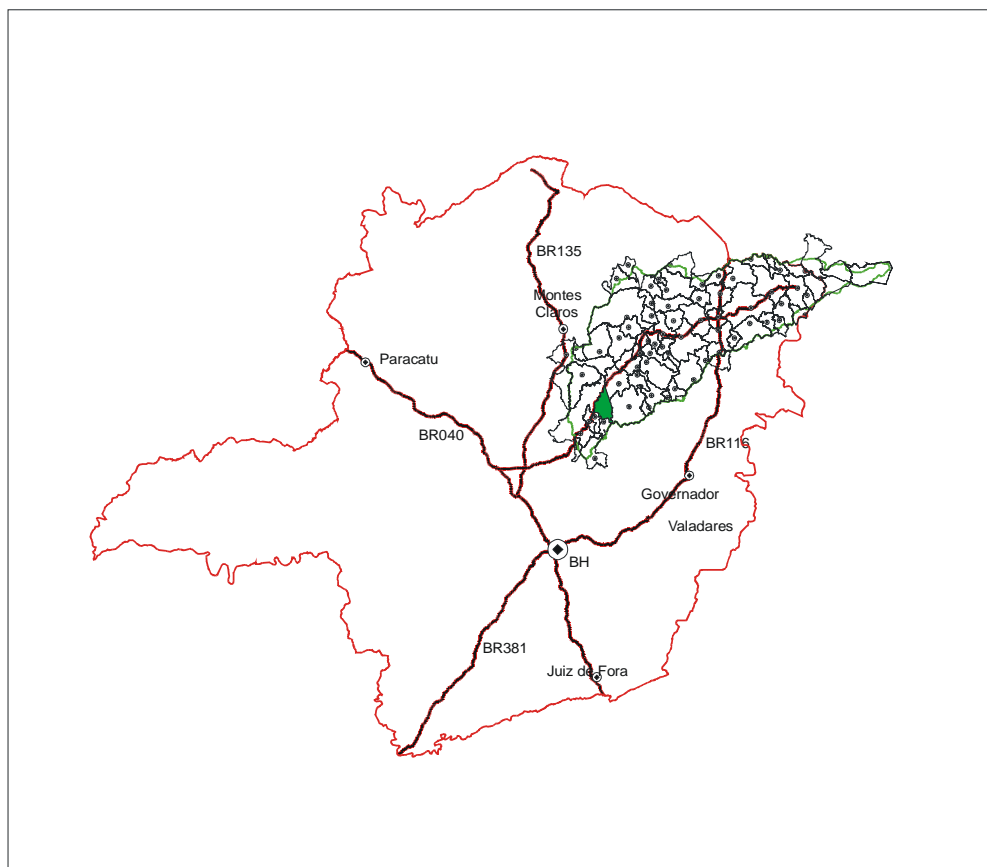 BR135
Montes
Claros
Paracatu
BR040
BR116
Governador
Valadares
BH
BR381
Juiz de Fora